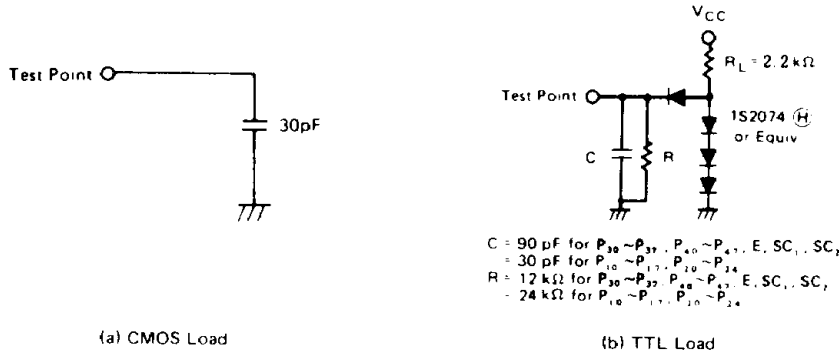 V_CC
R_L = 2.2 kΩ
Test Point
Test Point
1S2074 Ⓗ
or Equiv
30pF
C
R
C = 90 pF for P₃₀~P₃₇, P₄₀~P₄₇, E, SC₁, SC₂
= 30 pF for P₁₀~P₁₇, P₂₀~P₂₄
R = 12 kΩ for P₃₀~P₃₇, P₄₀~P₄₇, E, SC₁, SC₂
= 24 kΩ for P₁₀~P₁₇, P₂₀~P₂₄
(a) CMOS Load
(b) TTL Load